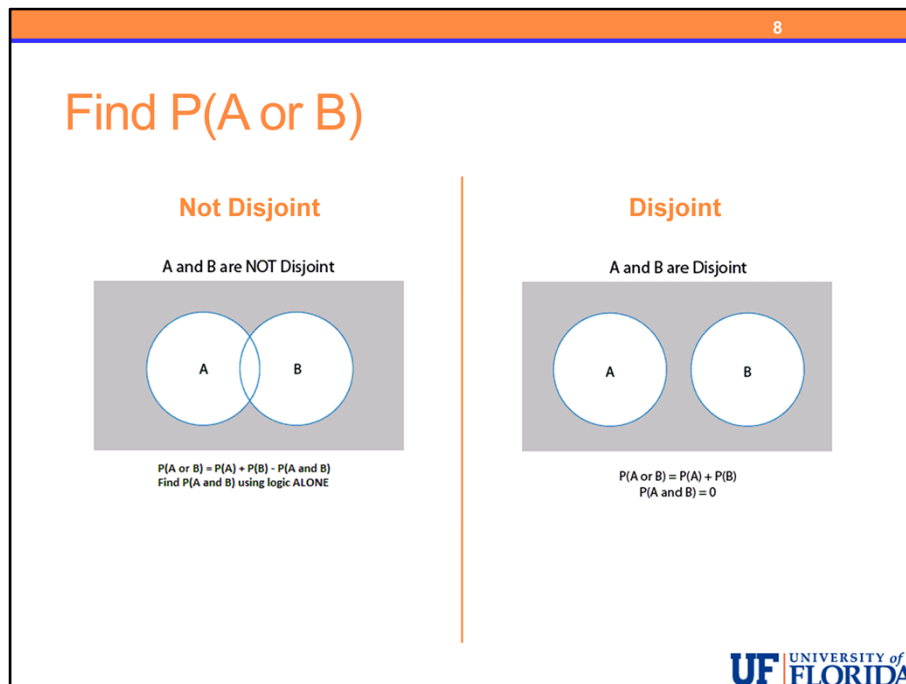 8
Find P(A or B)
Not Disjoint
A and B are NOT Disjoint
A
B
P(A or B) = P(A) + P(B) - P(A and B)
Find P(A and B) using logic ALONE
Disjoint
A and B are Disjoint
A
B
P(A or B) = P(A) + P(B)
P(A and B) = 0
UF UNIVERSITY of
FLORIDA